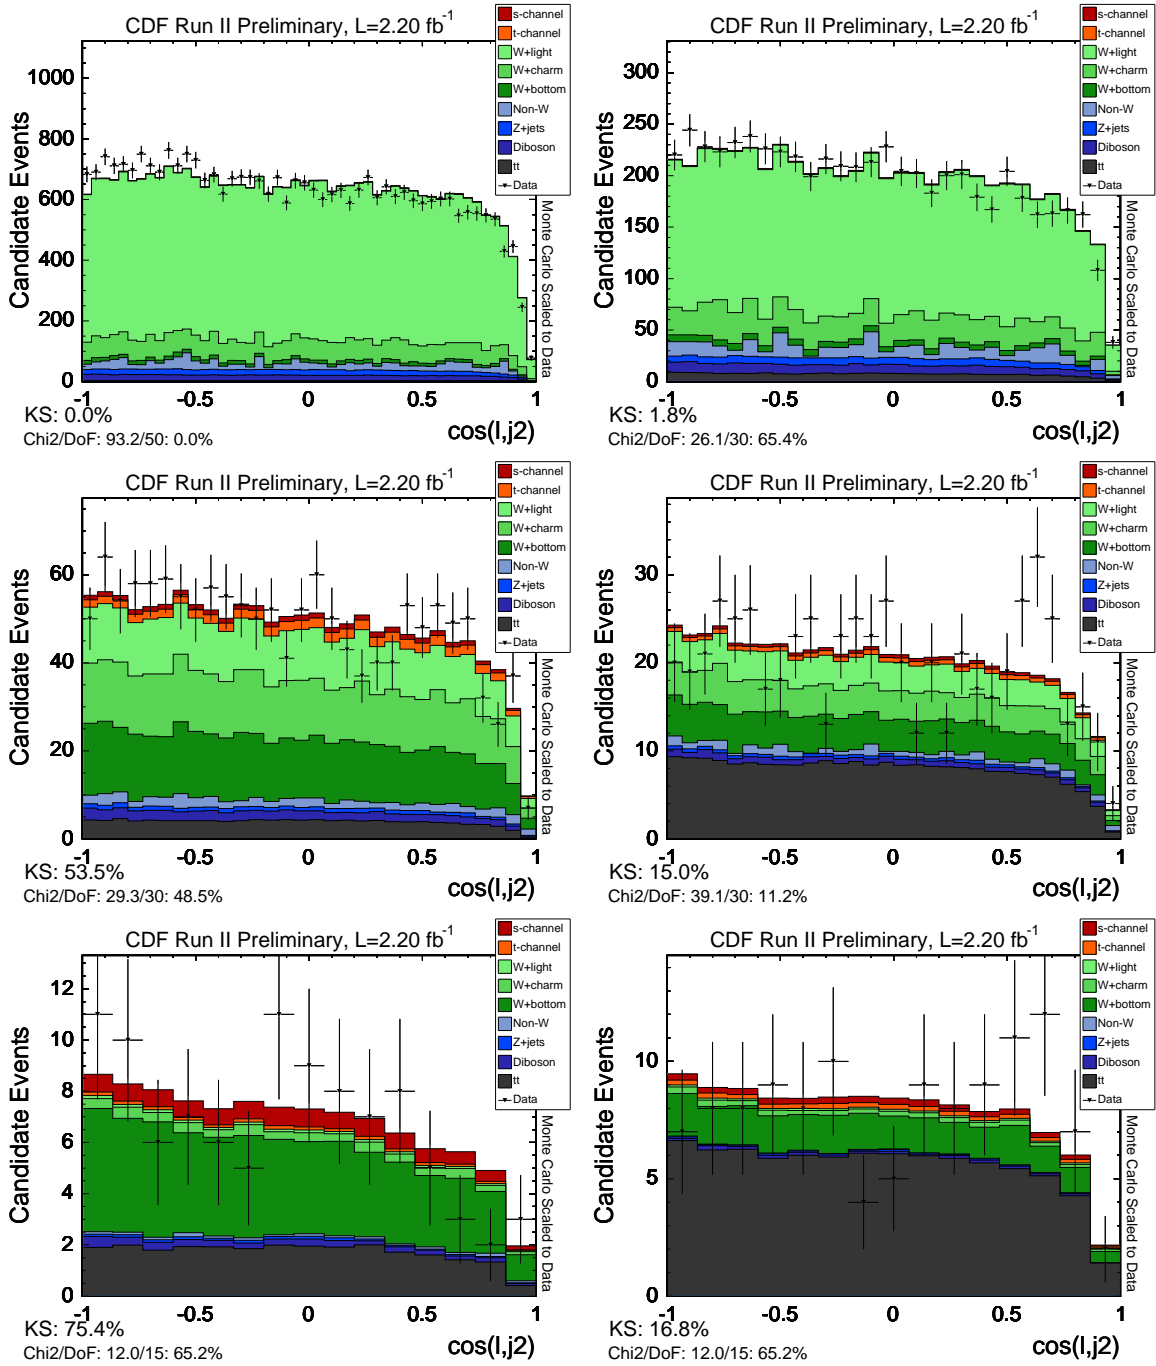 CDF Run II Preliminary, L=2.20 fb-1
s-channel
t-channel
W+light
W+charm
W+bottom
Non-W
Z+jets
Diboson
tt
Data
Candidate Events
1000
800
600
400
200
0
-1 -0.5 0 0.5 1
cos(l,j2)
Monte Carlo Scaled to Data
KS: 0.0%
Chi2/DoF: 93.2/50: 0.0%
CDF Run II Preliminary, L=2.20 fb-1
s-channel
t-channel
W+light
W+charm
W+bottom
Non-W
Z+jets
Diboson
tt
Data
Candidate Events
300
250
200
150
100
50
0
-1 -0.5 0 0.5 1
cos(l,j2)
Monte Carlo Scaled to Data
KS: 1.8%
Chi2/DoF: 26.1/30: 65.4%
CDF Run II Preliminary, L=2.20 fb-1
s-channel
t-channel
W+light
W+charm
W+bottom
Non-W
Z+jets
Diboson
tt
Data
Candidate Events
60
40
20
0
-1 -0.5 0 0.5 1
cos(l,j2)
Monte Carlo Scaled to Data
KS: 53.5%
Chi2/DoF: 29.3/30: 48.5%
CDF Run II Preliminary, L=2.20 fb-1
s-channel
t-channel
W+light
W+charm
W+bottom
Non-W
Z+jets
Diboson
tt
Data
Candidate Events
30
20
10
0
-1 -0.5 0 0.5 1
cos(l,j2)
Monte Carlo Scaled to Data
KS: 15.0%
Chi2/DoF: 39.1/30: 11.2%
CDF Run II Preliminary, L=2.20 fb-1
s-channel
t-channel
W+light
W+charm
W+bottom
Non-W
Z+jets
Diboson
tt
Data
Candidate Events
12
10
8
6
4
2
0
-1 -0.5 0 0.5 1
cos(l,j2)
Monte Carlo Scaled to Data
KS: 75.4%
Chi2/DoF: 12.0/15: 65.2%
CDF Run II Preliminary, L=2.20 fb-1
s-channel
t-channel
W+light
W+charm
W+bottom
Non-W
Z+jets
Diboson
tt
Data
Candidate Events
10
5
0
-1 -0.5 0 0.5 1
cos(l,j2)
Monte Carlo Scaled to Data
KS: 16.8%
Chi2/DoF: 12.0/15: 65.2%